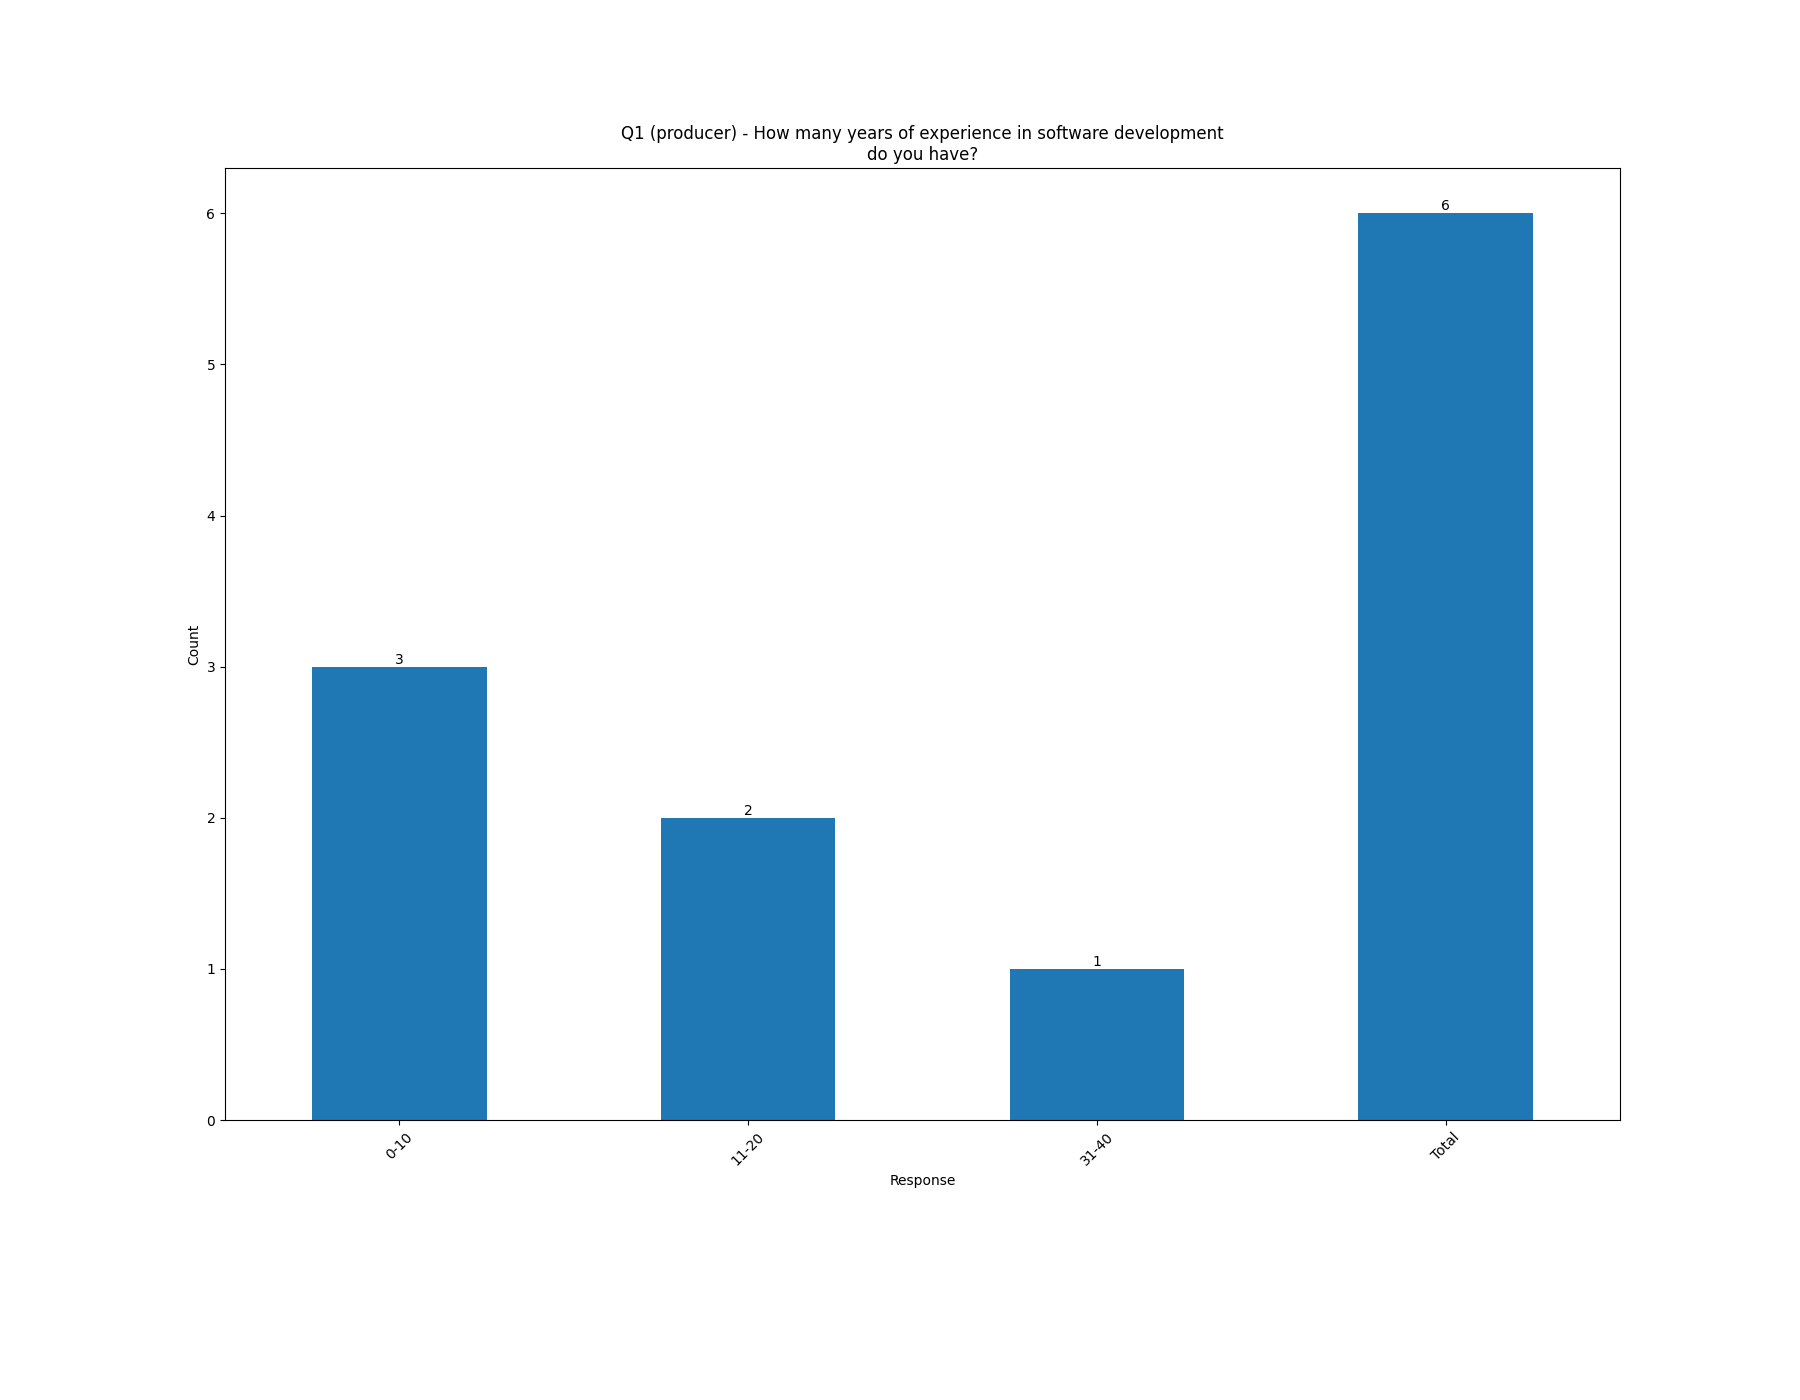 Q1 (producer) - How many years of experience in software development
do you have?
6
5
4
3
2
1
0
Count
3
2
1
6
0-10
11-20
31-40
Total
Response